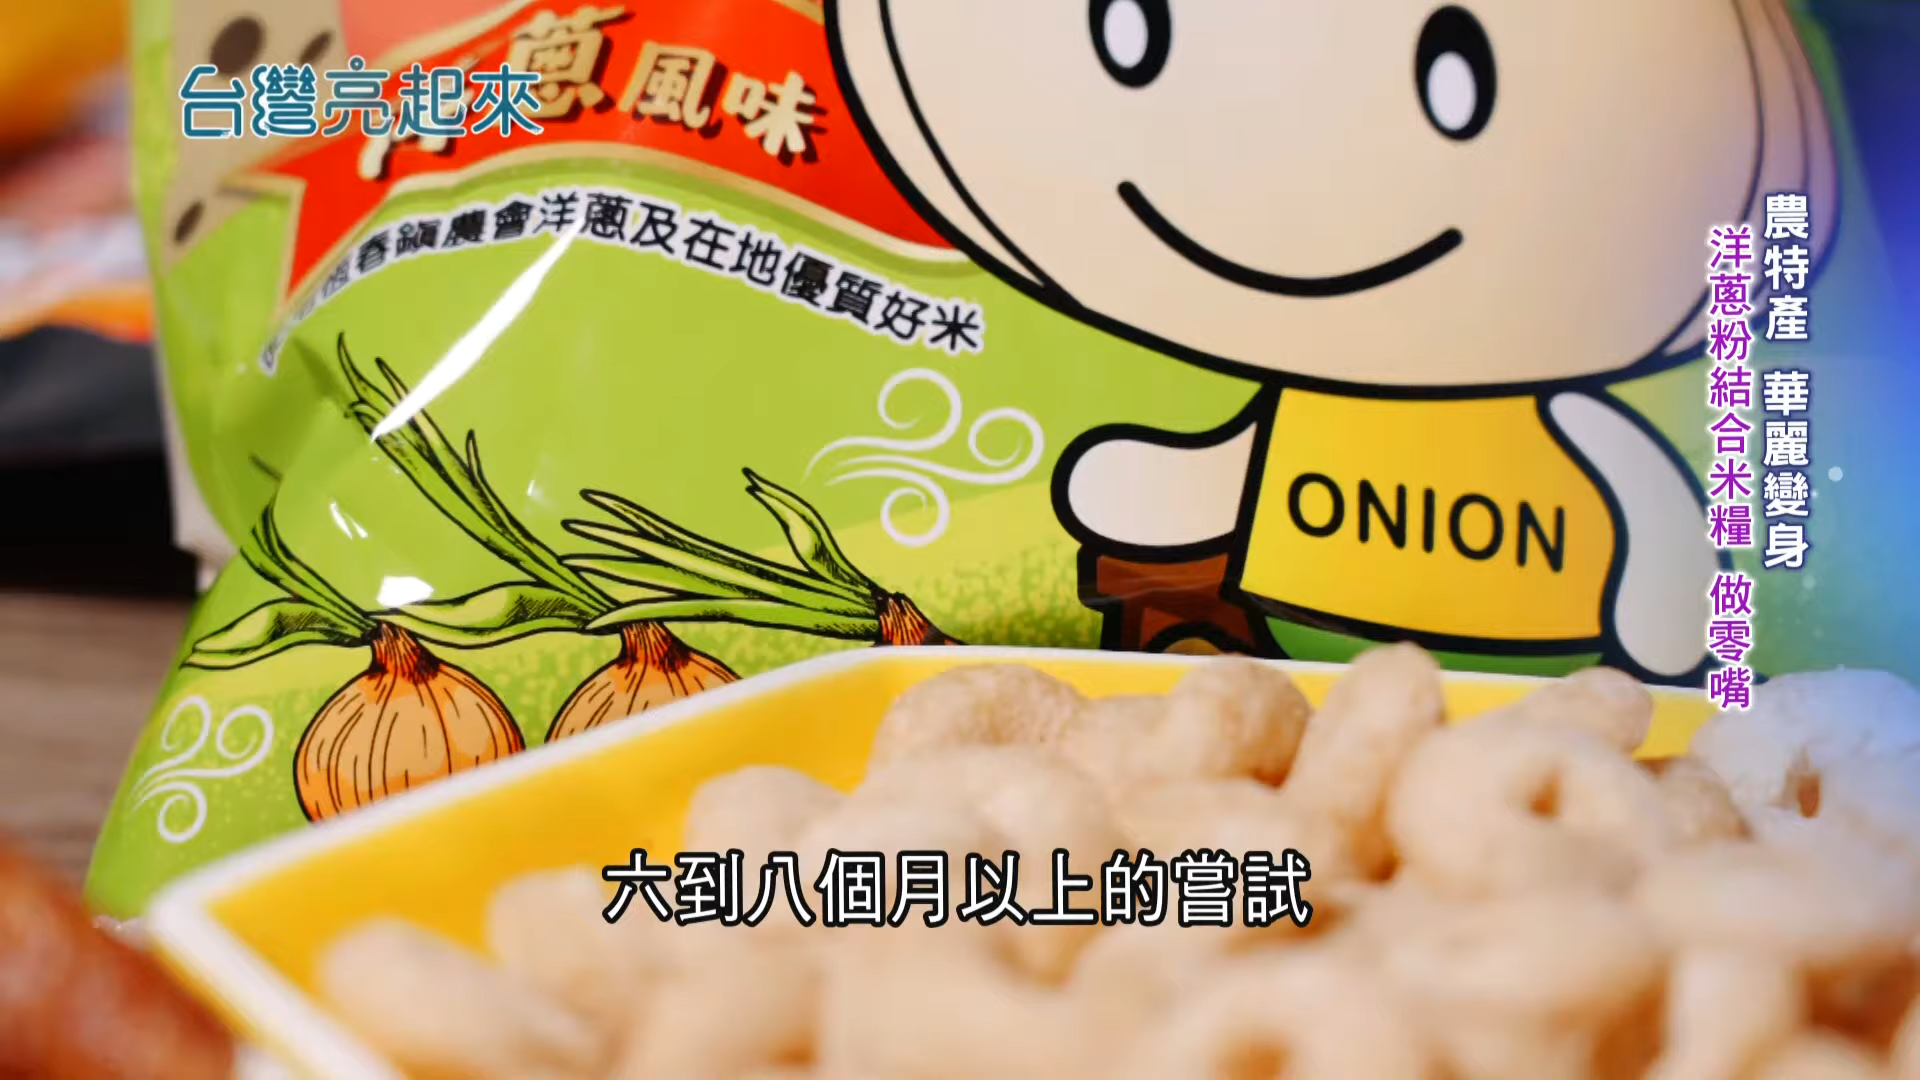 台灣亮起來
蔥風味
春鎮農會洋蔥及在地優質好米
ONION
農特產 華麗變身
洋蔥粉結合米糧 做零嘴
六到八個月以上的嘗試